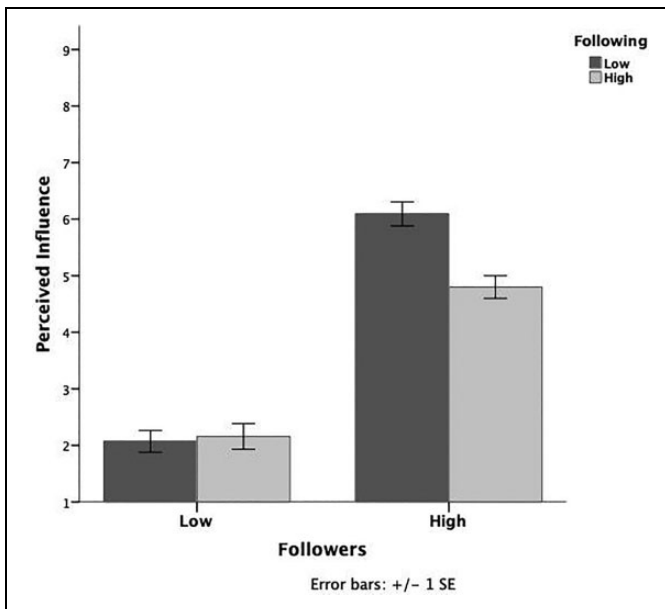 Following
Low
High
9
8
7
6
5
4
3
2
1
Perceived Influence
Low High
Followers
Error bars: +/- 1 SE